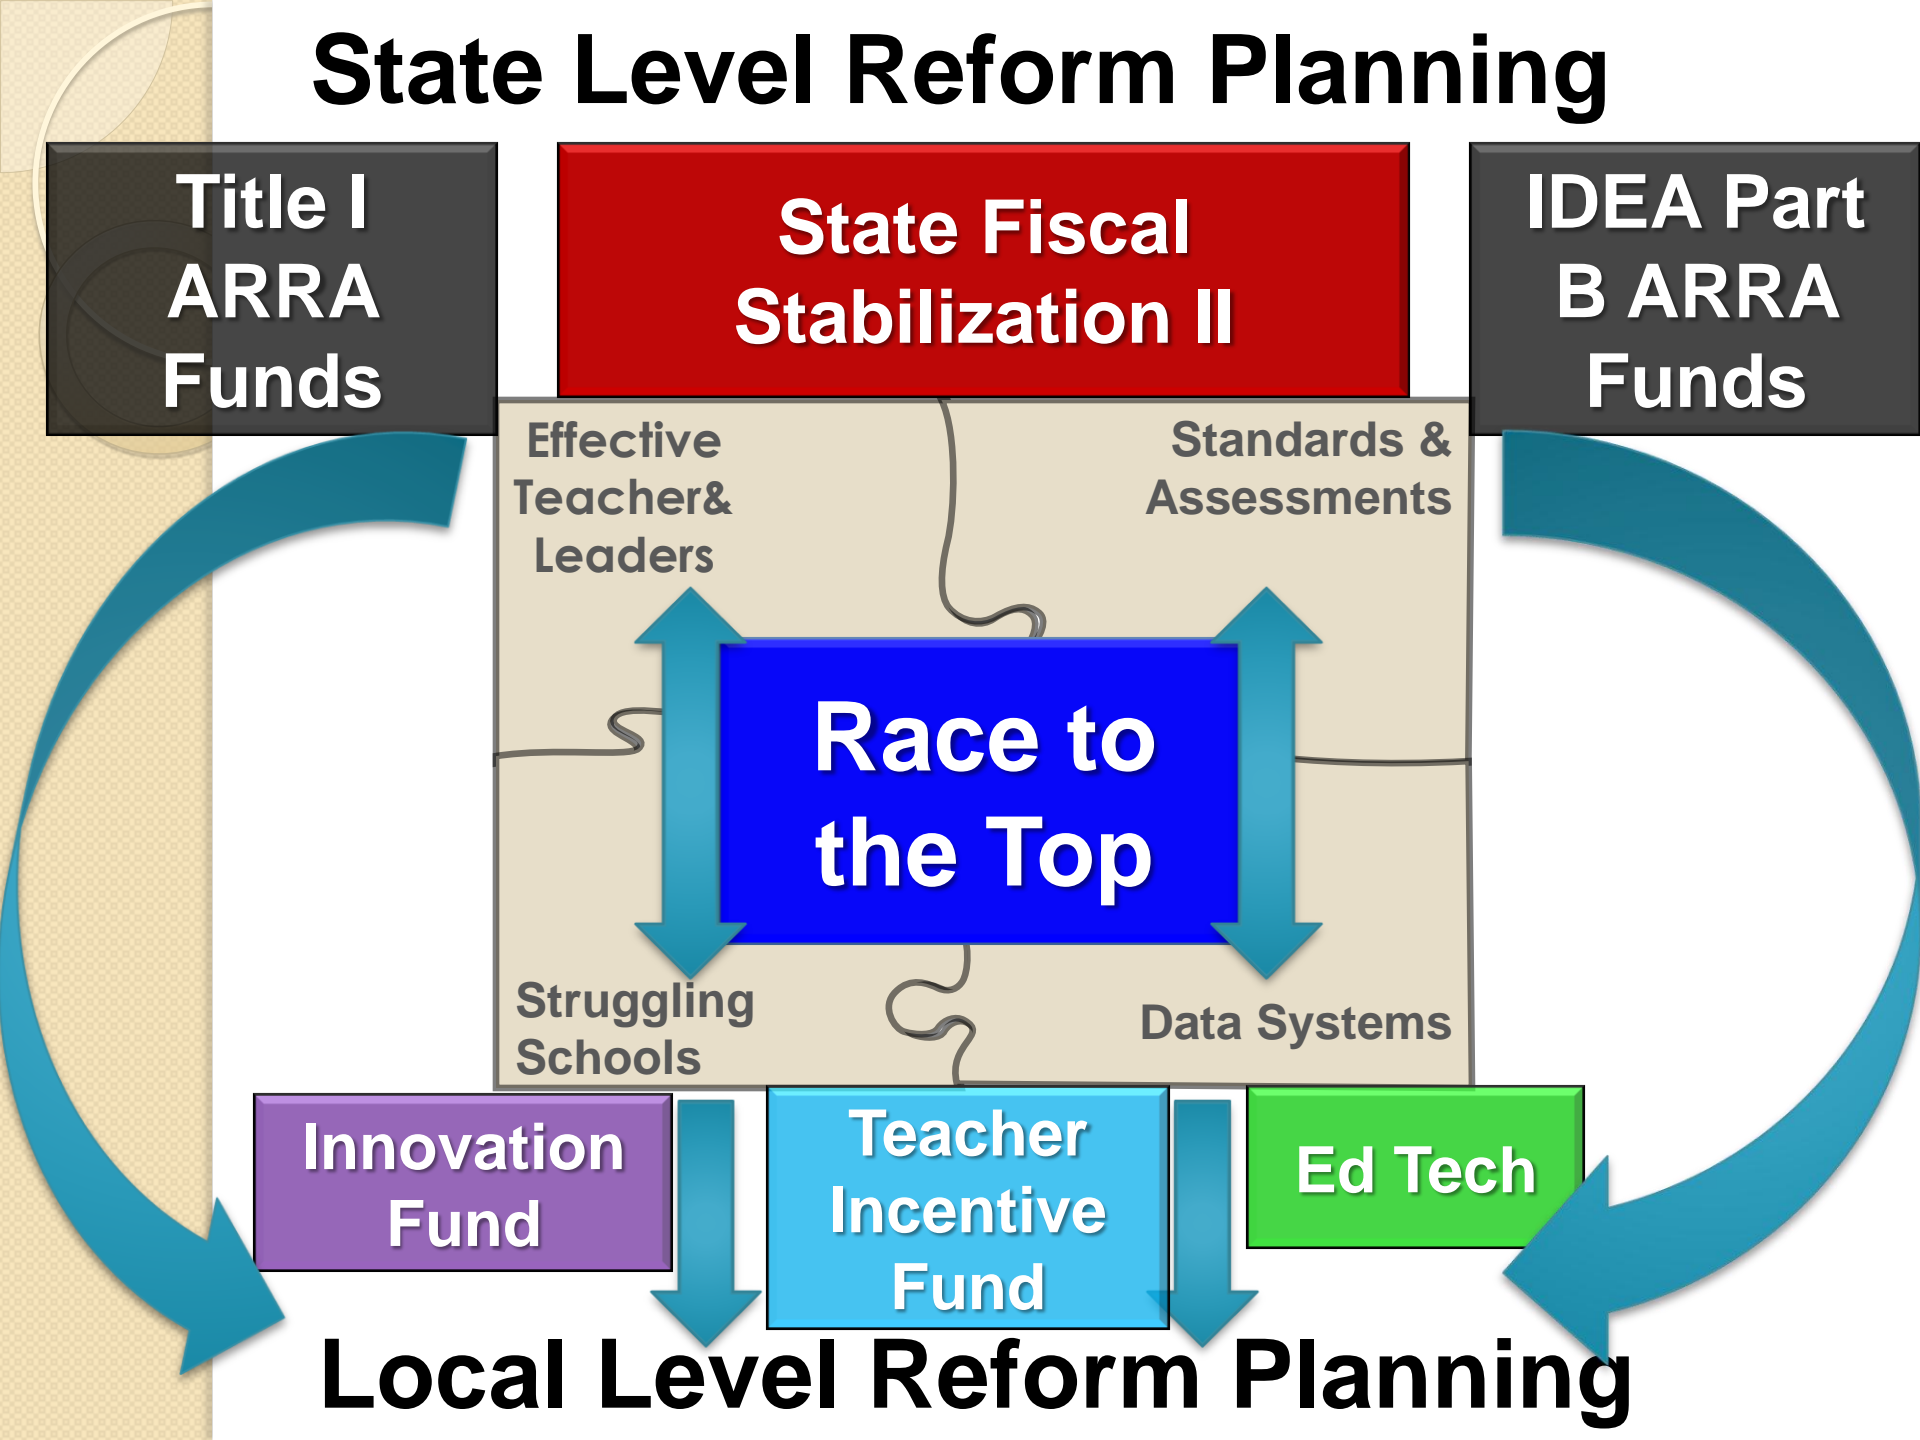 State Level Reform Planning
Title I
ARRA
Funds
State Fiscal
Stabilization II
IDEA Part
B ARRA
Funds
Effective
Teacher&
Leaders
Standards &
Assessments
Race to
the Top
Struggling
Schools
Data Systems
Innovation
Fund
Teacher
Incentive
Fund
Ed Tech
Local Level Reform Planning